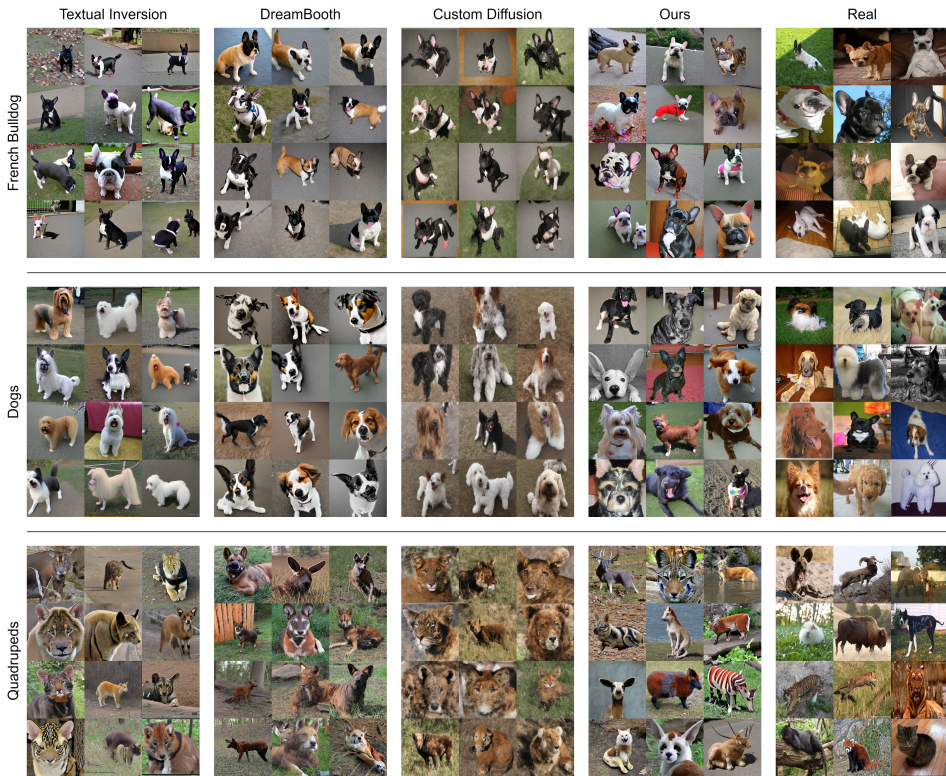 Textual Inversion
DreamBooth
Custom Diffusion
Ours
Real
French Bulldog
Dogs
Quadrupeds